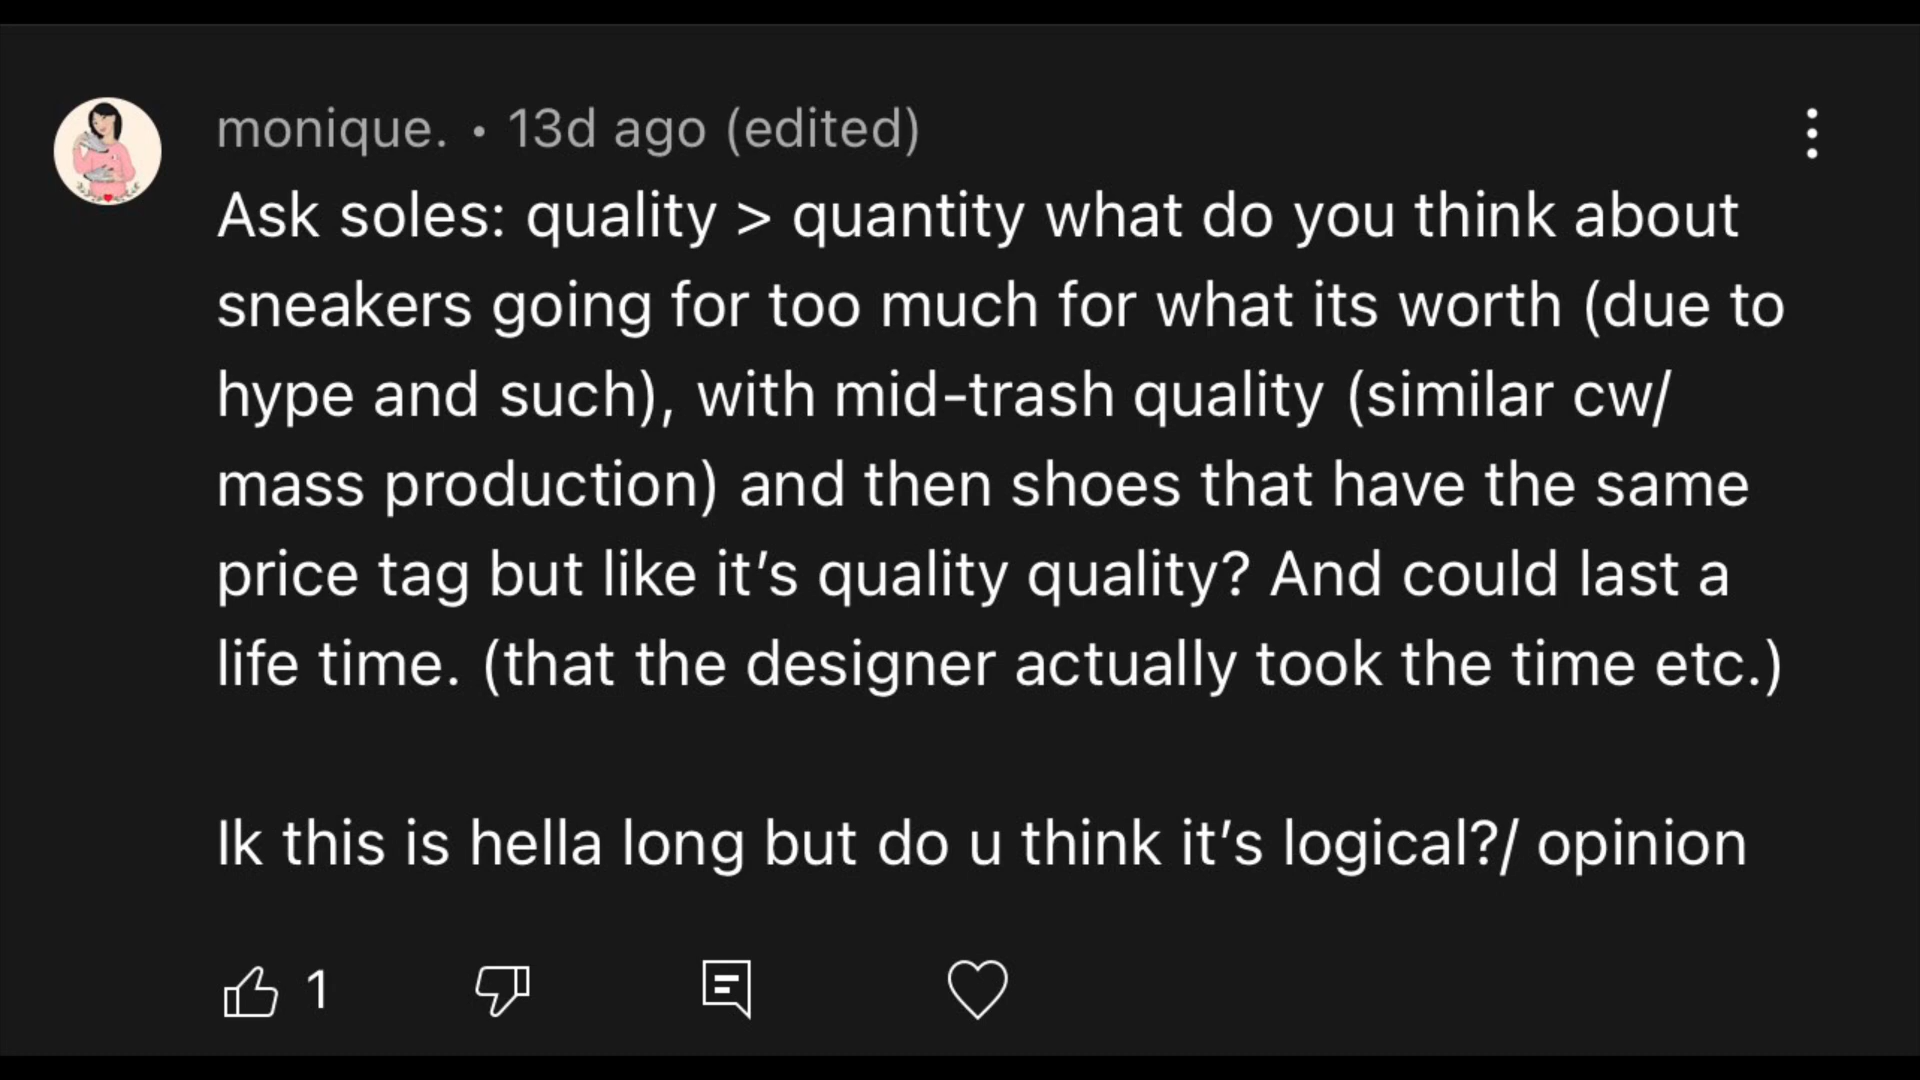 monique. • 13d ago (edited)
Ask soles: quality > quantity what do you think about
sneakers going for too much for what its worth (due to
hype and such), with mid-trash quality (similar cw/
mass production) and then shoes that have the same
price tag but like it’s quality quality? And could last a
life time. (that the designer actually took the time etc.)
Ik this is hella long but do u think it’s logical?/ opinion
1